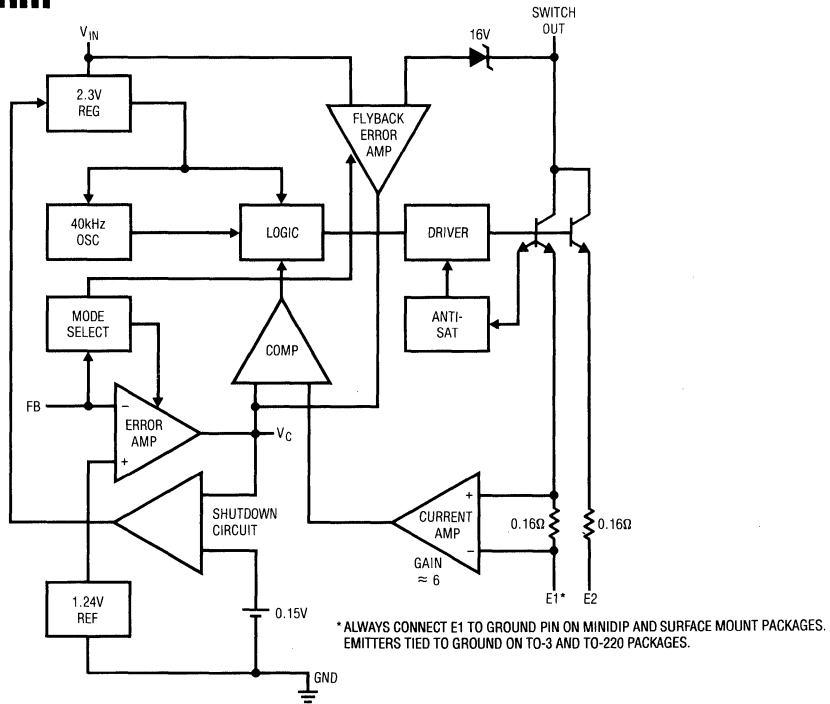 SWITCH
OUT
VIN
16V
2.3V
REG
FLYBACK
ERROR
AMP
40kHz
OSC
LOGIC
DRIVER
MODE
SELECT
ANTI-
SAT
COMP
FB
−
ERROR
AMP
+
VC
SHUTDOWN
CIRCUIT
+
CURRENT
AMP
−
GAIN
≈ 6
0.16Ω
0.16Ω
1.24V
REF
0.15V
E1*
E2
* ALWAYS CONNECT E1 TO GROUND PIN ON MINIDIP AND SURFACE MOUNT PACKAGES.
EMITTERS TIED TO GROUND ON TO-3 AND TO-220 PACKAGES.
GND